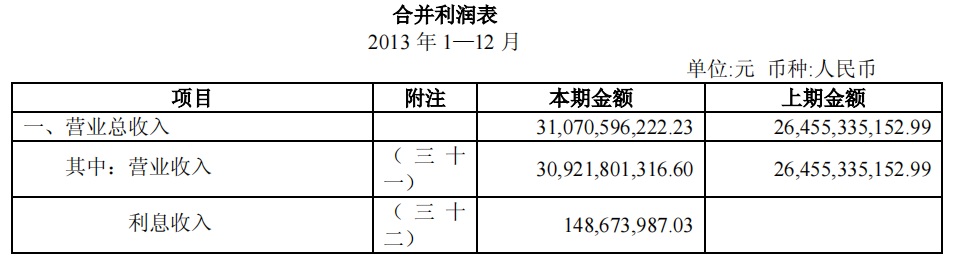 合并利润表
2013 年 1—12 月
单位:元 币种:人民币
项目 附注 本期金额 上期金额
一、营业总收入 31,070,596,222.23 26,455,335,152.99
其中：营业收入 （三十一） 30,921,801,316.60 26,455,335,152.99
利息收入 （三十二） 148,673,987.03